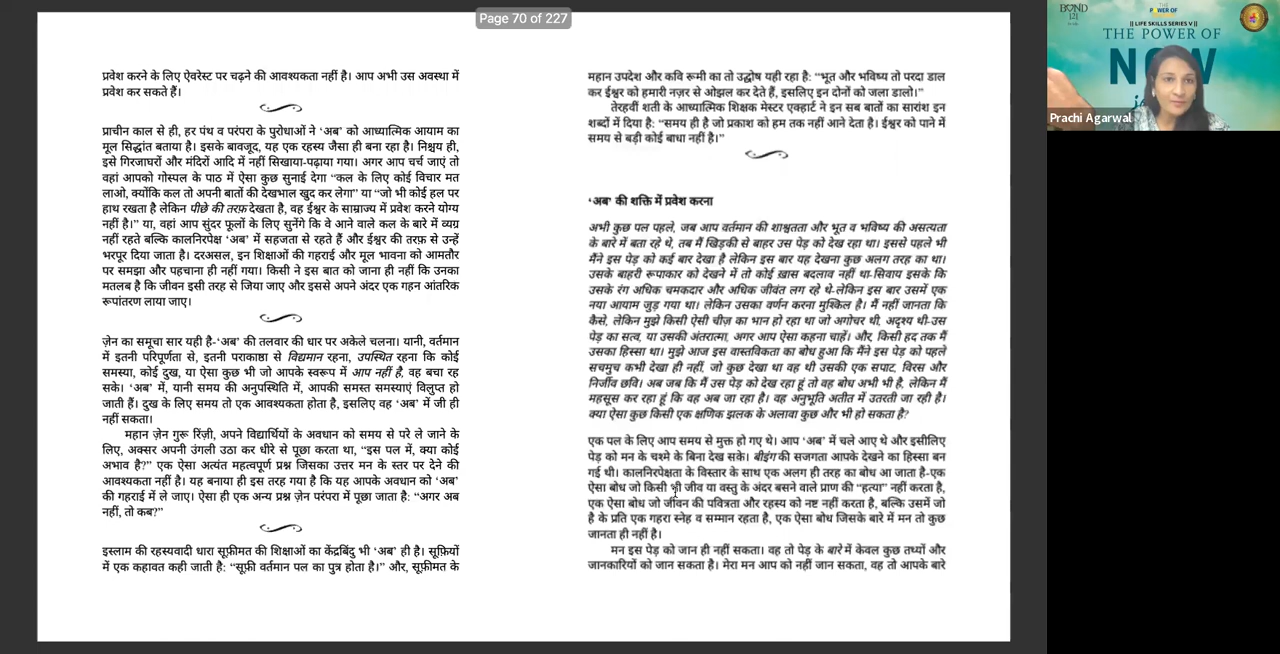 Page 70 of 227
प्रवेश करने के लिए ऐवरेस्ट पर चढ़ने की आवश्यकता नहीं है। आप अभी उस अवस्था में
प्रवेश कर सकते हैं।
प्राचीन काल से ही, हर पंथ व परंपरा के पुरोधाओं ने ‘अब’ को आध्यात्मिक आयाम का
मूल सिद्धांत बताया है। इसके बावजूद, यह एक रहस्य जैसा ही बना रहा है। निश्चय ही,
इसे गिरजाघरों और मंदिरों आदि में नहीं सिखाया-पढ़ाया गया। अगर आप चर्च जाएं तो
वहां आपको गोस्पल के पाठ में ऐसा कुछ सुनाई देगा “कल के लिए कोई विचार मत
लाओ, क्योंकि कल तो अपनी बातों की देखभाल खुद कर लेगा” या “जो भी कोई हल पर
हाथ रखता है लेकिन पीछे की तरफ़ देखता है, वह ईश्वर के साम्राज्य में प्रवेश करने योग्य
नहीं है।” या, वहां आप सुंदर फूलों के लिए सुनेंगे कि वे आने वाले कल के बारे में व्यग्र
नहीं रहते बल्कि कालनिरपेक्ष ‘अब’ में सहजता से रहते हैं और ईश्वर की तरफ़ से उन्हें
भरपूर दिया जाता है। दरअसल, इन शिक्षाओं की गहराई और मूल भावना को आमतौर
पर समझा और पहचाना ही नहीं गया। किसी ने इस बात को जाना ही नहीं कि उनका
मतलब है कि जीवन इसी तरह से जिया जाए और इससे अपने अंदर एक गहन आंतरिक
रूपांतरण लाया जाए।
ज़ेन का समूचा सार यही है-‘अब’ की तलवार की धार पर अकेले चलना। यानी, वर्तमान
में इतनी परिपूर्णता से, इतनी पराकाष्ठा से विद्यमान रहना, उपस्थित रहना कि कोई
समस्या, कोई दुख, या ऐसा कुछ भी जो आपके स्वरूप में आप नहीं है, वह बचा रह
सके। ‘अब’ में, यानी समय की अनुपस्थिति में, आपकी समस्त समस्याएं विलुप्त हो
जाती हैं। दुख के लिए समय तो एक आवश्यकता होता है, इसलिए वह ‘अब’ में जी ही
नहीं सकता।
महान ज़ेन गुरू रिंज़ी, अपने विद्यार्थियों के अवधान को समय से परे ले जाने के
लिए, अक्सर अपनी उंगली उठा कर धीरे से पूछा करता था, “इस पल में, क्या कोई
अभाव है?” एक ऐसा अत्यंत महत्वपूर्ण प्रश्न जिसका उत्तर मन के स्तर पर देने की
आवश्यकता नहीं है। यह बनाया ही इस तरह गया है कि यह आपके अवधान को ‘अब’
की गहराई में ले जाए। ऐसा ही एक अन्य प्रश्न ज़ेन परंपरा में पूछा जाता है: “अगर अब
नहीं, तो कब?”
इस्लाम की रहस्यवादी धारा सूफ़ीमत की शिक्षाओं का केंद्रबिंदु भी ‘अब’ ही है। सूफ़ियों
में एक कहावत कही जाती है: “सूफ़ी वर्तमान पल का पुत्र होता है।” और, सूफ़ीमत के
महान उपदेश और कवि रूमी का तो उद्घोष यही रहा है: “भूत और भविष्य तो परदा डाल
कर ईश्वर को हमारी नज़र से ओझल कर देते हैं, इसलिए इन दोनों को जला डालो।”
तेरहवीं शती के आध्यात्मिक शिक्षक मेस्टर एक्हार्ट ने इन सब बातों का सारांश इन
शब्दों में दिया है: “समय ही है जो प्रकाश को हम तक नहीं आने देता है। ईश्वर को पाने में
समय से बड़ी कोई बाधा नहीं है।”
‘अब’ की शक्ति में प्रवेश करना
अभी कुछ पल पहले, जब आप वर्तमान की शाश्वतता और भूत व भविष्य की असत्यता
के बारे में बता रहे थे, तब मैं खिड़की से बाहर उस पेड़ को देख रहा था। इससे पहले भी
मैंने इस पेड़ को कई बार देखा है लेकिन इस बार यह देखना कुछ अलग तरह का था।
उसके बाहरी रूपाकार को देखने में तो कोई ख़ास बदलाव नहीं था-सिवाय इसके कि
उसके रंग अधिक चमकदार और अधिक जीवंत लग रहे थे-लेकिन इस बार उसमें एक
नया आयाम जुड़ गया था। लेकिन उसका वर्णन करना मुश्किल है। मैं नहीं जानता कि
कैसे, लेकिन मुझे किसी ऐसी चीज़ का भान हो रहा था जो अगोचर थी, अदृश्य थी-उस
पेड़ का सत्व, या उसकी अंतरात्मा, अगर आप ऐसा कहना चाहें। और, किसी हद तक मैं
उसका हिस्सा था। मुझे आज इस वास्तविकता का बोध हुआ कि मैंने इस पेड़ को पहले
सचमुच कभी देखा ही नहीं, जो कुछ देखा था वह थी उसकी एक सपाट, विरस और
निर्जीव छवि। अब जब कि मैं उस पेड़ को देख रहा हूं तो वह बोध अभी भी है, लेकिन मैं
महसूस कर रहा हूं कि वह अब जा रहा है। वह अनुभूति अतीत में उतरती जा रही है।
क्या ऐसा कुछ किसी एक क्षणिक झलक के अलावा कुछ और भी हो सकता है?
एक पल के लिए आप समय से मुक्त हो गए थे। आप ‘अब’ में चले आए थे और इसीलिए
पेड़ को मन के चश्मे के बिना देख सके। बीइंग की सजगता आपके देखने का हिस्सा बन
गई थी। कालनिरपेक्षता के विस्तार के साथ एक अलग ही तरह का बोध आ जाता है-एक
ऐसा बोध जो किसी भी जीव या वस्तु के अंदर बसने वाले प्राण की “हत्या” नहीं करता है,
एक ऐसा बोध जो जीवन की पवित्रता और रहस्य को नष्ट नहीं करता है, बल्कि उसमें जो
है के प्रति एक गहरा स्नेह व सम्मान रहता है, एक ऐसा बोध जिसके बारे में मन तो कुछ
जानता ही नहीं है।
मन इस पेड़ को जान ही नहीं सकता। वह तो पेड़ के बारे में केवल कुछ तथ्यों और
जानकारियों को जान सकता है। मेरा मन आप को नहीं जान सकता, वह तो आपके बारे
BOND
|2|
THE
POWER OF
|| LIFE SKILLS SERIES V ||
THE POWER OF
NOW
Prachi Agarwal